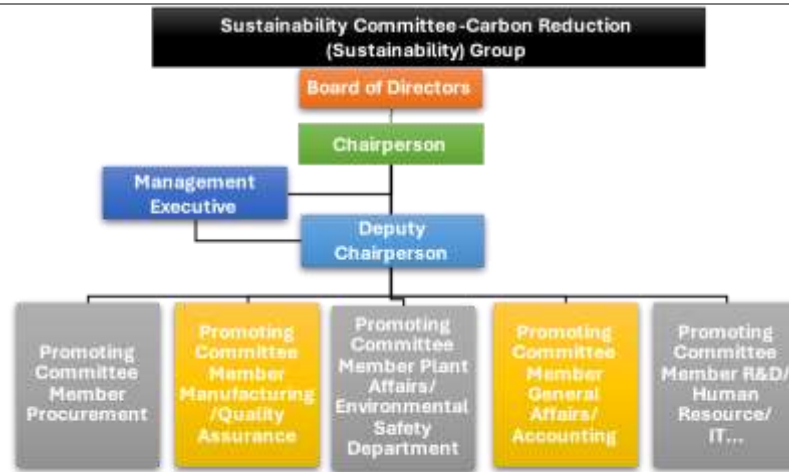 Sustainability Committee-Carbon Reduction
(Sustainability) Group
Board of Directors
Chairperson
Management
Executive
Deputy
Chairperson
Promoting
Committee
Member
Procurement
Promoting
Committee
Member
Manufacturing
/Quality
Assurance
Promoting
Committee
Member Plant
Affairs/
Environmental
Safety
Department
Promoting
Committee
Member
General
Affairs/
Accounting
Promoting
Committee
Member R&D/
Human
Resource/
IT...